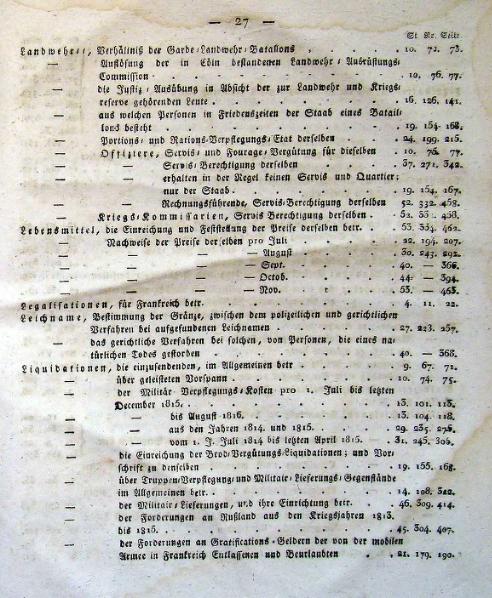 — 27 —
St. Nr. Seite.
Landwehr-, Verhältniß der Garde-Landwehr-Bataillons . . . . 10. 72. 73.
— Auflösung der in Cöln bestandenen Landwehr-Ausrüstungs-
Commission . . . . 10. 76. 77.
— die Justiz-Ausübung in Absicht der zur Landwehr und Kriegs-
reserve gehörenden Leute . . . . 16. 126. 141.
— aus welchen Personen in Friedenszeiten der Staab eines Batail-
lons besteht . . . . 19. 154. 168.
— Portions- und Rations-Verpflegungs-Etat derselben . . 24. 199. 215.
— Offiziere, Servis- und Fourage-Vergütung für dieselben . 10. 76. 77.
— — Servis-Berechtigung derselben . . . . 37. 271. 342.
— — erhalten in der Regel keinen Servis und Quartier;
nur der Staab . . . . 19. 154. 167.
— — Rechnungsführende, Servis-Berechtigung derselben 52. 332. 458.
— Kriegs-Kommissarien, Servis Berechtigung derselben . . 52. 458.
Lebensmittel, die Einreichung und Feststellung der Preise derselben betr. . 53. 462.
— Nachweise der Preise derselben pro Juli . . . . 22. 194. 207.
— — — — August . . . . 30. 243. 292.
— — — — Sept. . . . . 40. — 366.
— — — — Octob. . . . . 44. — 394.
— — — — Nov. . . . . 53. — 463.
Legalisationen, für Frankreich betr. . . . . 4. 11. 22.
Leichname, Bestimmung der Gränze, zwischen dem polizeilichen und gerichtlichen
Verfahren bei aufgefundenen Leichnamen . . . . 27. 223. 257.
— das gerichtliche Verfahren bei solchen, von Personen, die eines na-
türlichen Todes gestorben . . . . 40. — 368.
Liquidationen, die einzusendenden, im Allgemeinen betr . . . . 9. 67. 71.
— über geleisteten Vorspann . . . . 10. 74. 75.
— der Militär Verpflegungs-Kosten pro 1. Juli bis letzten
December 1815. . . . . 13. 101. 115.
— — bis August 1816. . . . . 13. 104. 118.
— — aus den Jahren 1814. und 1815. . . . . 29. 235. 275.
— — vom 1. J. Juli 1814 bis letzten April 1815. . . . 31. 245. 306.
— die Einreichung der Brod-Vergütungs-Liquidationen; und Vor-
schrift zu denselben . . . . 19. 155. 168.
— über Truppen-Verpflegung und Militair-Lieferungs-Gegenstände
im Allgemeinen betr. . . . . 14. 108.
— der Militair-Lieferungen, und ihre Einrichtung betr. . . . 46. 309. 414.
— der Forderungen an Rußland aus den Kriegsjahren 1813.
bis 1815. . . . . 45. 304. 407.
— der Forderungen an Gratifications-Geldern der von der mobilen
Armee in Frankreich Entlassenen und Beurlaubten . . 21. 179. 190.